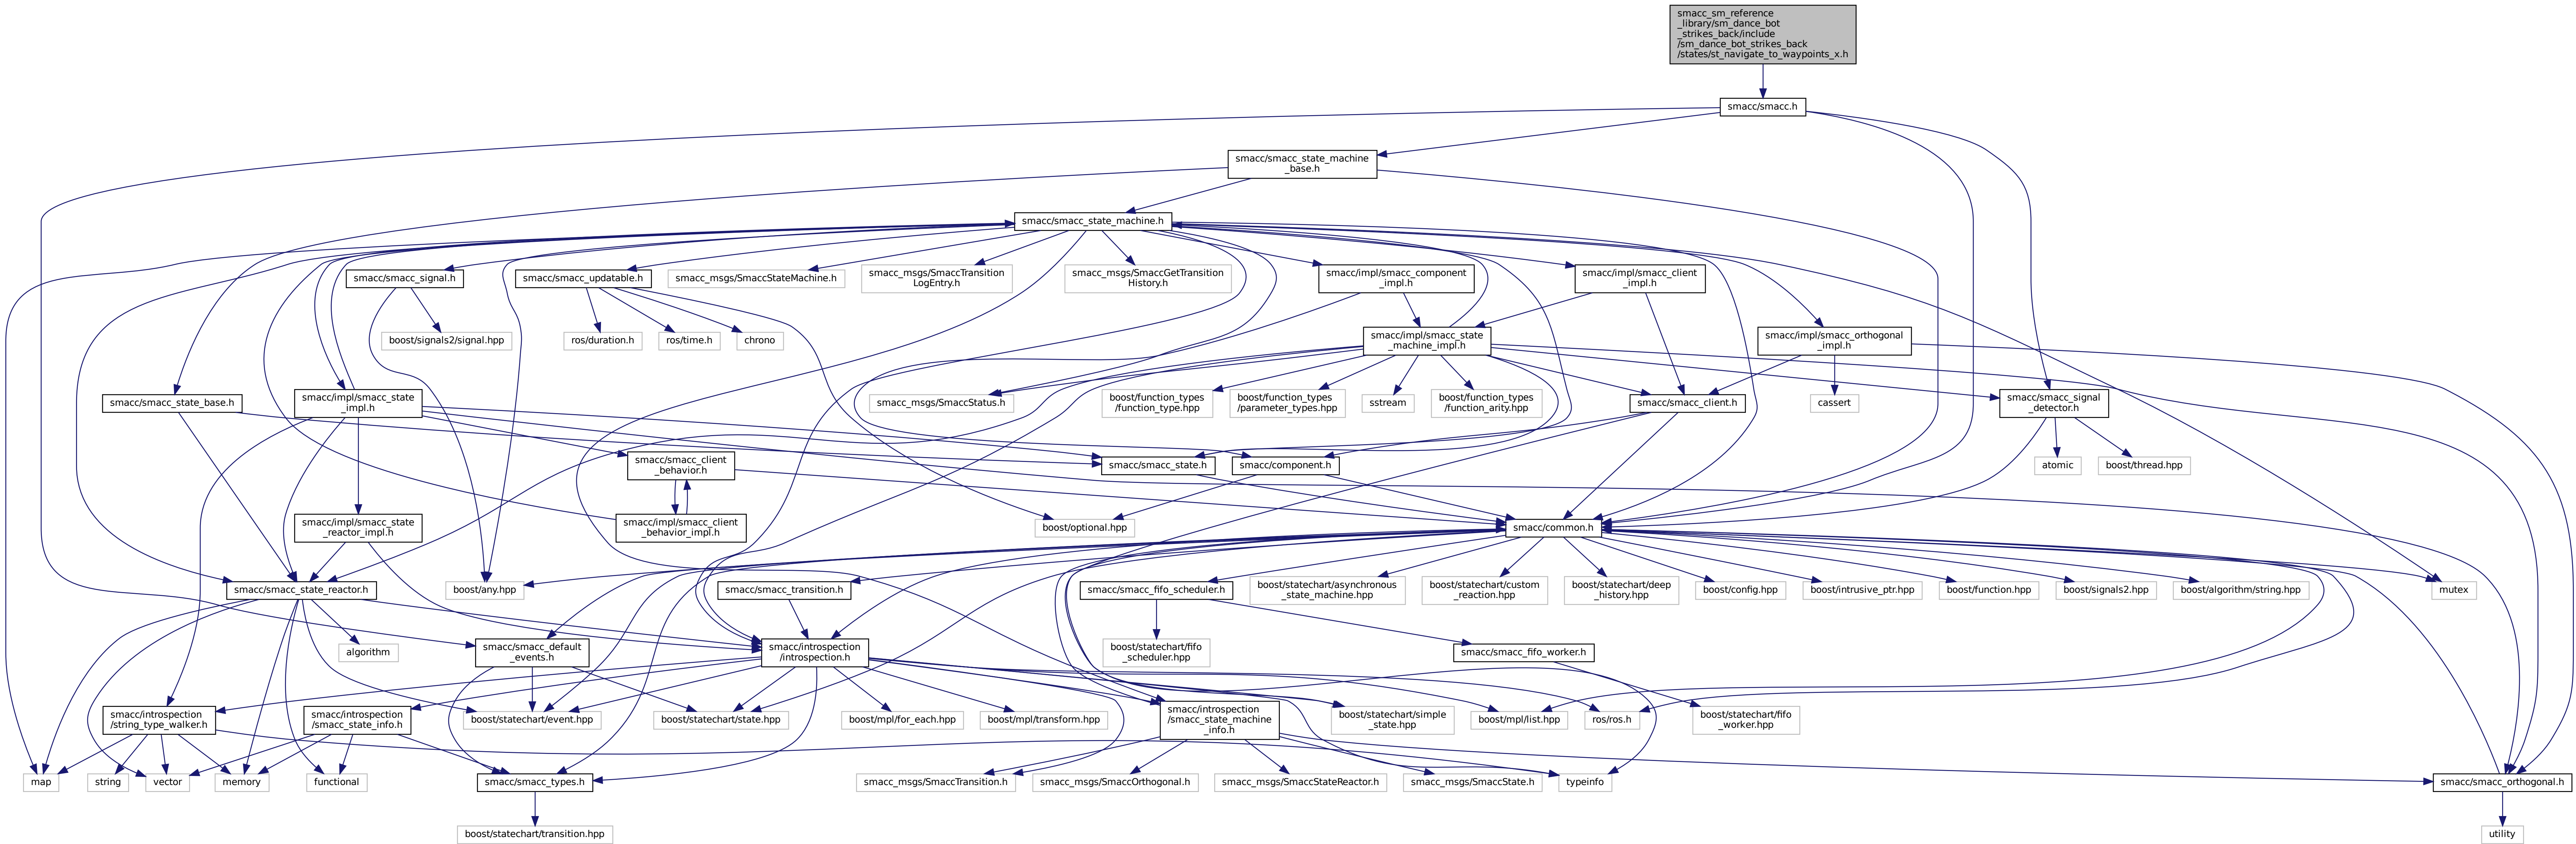 smacc_sm_reference
_library/sm_dance_bot
_strikes_back/include
/sm_dance_bot_strikes_back
/states/st_navigate_to_waypoints_x.h
smacc/smacc.h
smacc/smacc_state_machine
_base.h
smacc/smacc_state_machine.h
smacc/smacc_signal.h
smacc/smacc_updatable.h
smacc_msgs/SmaccStateMachine.h
smacc_msgs/SmaccTransition
LogEntry.h
smacc_msgs/SmaccGetTransition
History.h
smacc/impl/smacc_component
_impl.h
smacc/impl/smacc_client
_impl.h
boost/signals2/signal.hpp
ros/duration.h
ros/time.h
chrono
smacc/impl/smacc_state
_machine_impl.h
smacc/impl/smacc_orthogonal
_impl.h
smacc/smacc_state_base.h
smacc/impl/smacc_state
_impl.h
smacc_msgs/SmaccStatus.h
boost/function_types
/function_type.hpp
boost/function_types
/parameter_types.hpp
sstream
boost/function_types
/function_arity.hpp
smacc/smacc_client.h
cassert
smacc/smacc_signal
_detector.h
smacc/smacc_client
_behavior.h
smacc/smacc_state.h
smacc/component.h
atomic
boost/thread.hpp
smacc/impl/smacc_state
_reactor_impl.h
smacc/impl/smacc_client
_behavior_impl.h
boost/optional.hpp
smacc/common.h
smacc/smacc_state_reactor.h
boost/any.hpp
smacc/smacc_transition.h
smacc/smacc_fifo_scheduler.h
boost/statechart/asynchronous
_state_machine.hpp
boost/statechart/custom
_reaction.hpp
boost/statechart/deep
_history.hpp
boost/config.hpp
boost/intrusive_ptr.hpp
boost/function.hpp
boost/signals2.hpp
boost/algorithm/string.hpp
mutex
algorithm
smacc/smacc_default
_events.h
smacc/introspection
/introspection.h
boost/statechart/fifo
_scheduler.hpp
smacc/smacc_fifo_worker.h
smacc/introspection
/string_type_walker.h
smacc/introspection
/smacc_state_info.h
boost/statechart/event.hpp
boost/statechart/state.hpp
boost/mpl/for_each.hpp
boost/mpl/transform.hpp
smacc/introspection
/smacc_state_machine
_info.h
boost/statechart/simple
_state.hpp
boost/mpl/list.hpp
ros/ros.h
boost/statechart/fifo
_worker.hpp
map
string
vector
memory
functional
smacc/smacc_types.h
smacc_msgs/SmaccTransition.h
smacc_msgs/SmaccOrthogonal.h
smacc_msgs/SmaccStateReactor.h
smacc_msgs/SmaccState.h
typeinfo
smacc/smacc_orthogonal.h
boost/statechart/transition.hpp
utility